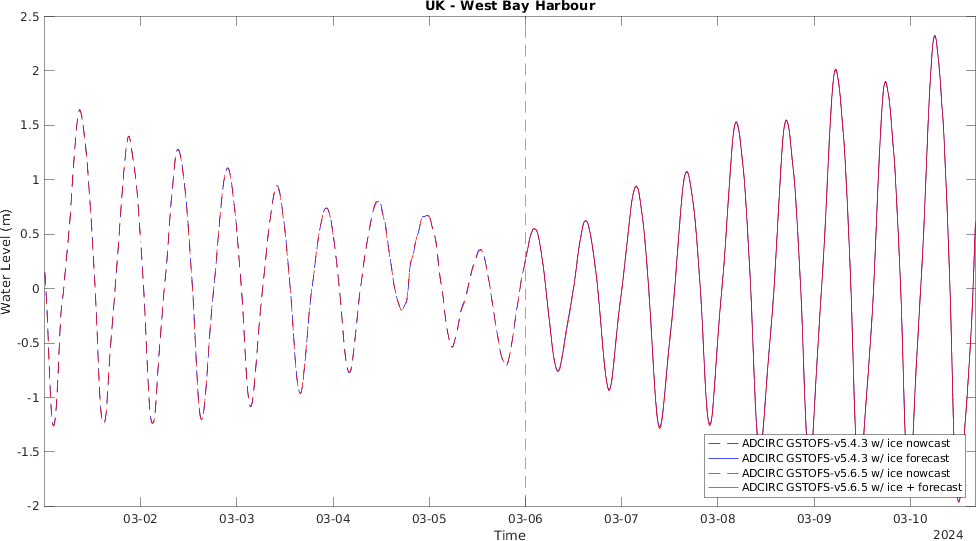 UK - West Bay Harbour
2.5
2
1.5
1
0.5
0
-0.5
-1
-1.5
-2
Water Level (m)
ADCIRC GSTOFS-v5.4.3 w/ ice nowcast
ADCIRC GSTOFS-v5.4.3 w/ ice forecast
ADCIRC GSTOFS-v5.6.5 w/ ice nowcast
ADCIRC GSTOFS-v5.6.5 w/ ice + forecast
03-02 03-03 03-04 03-05 03-06 03-07 03-08 03-09 03-10
Time
2024